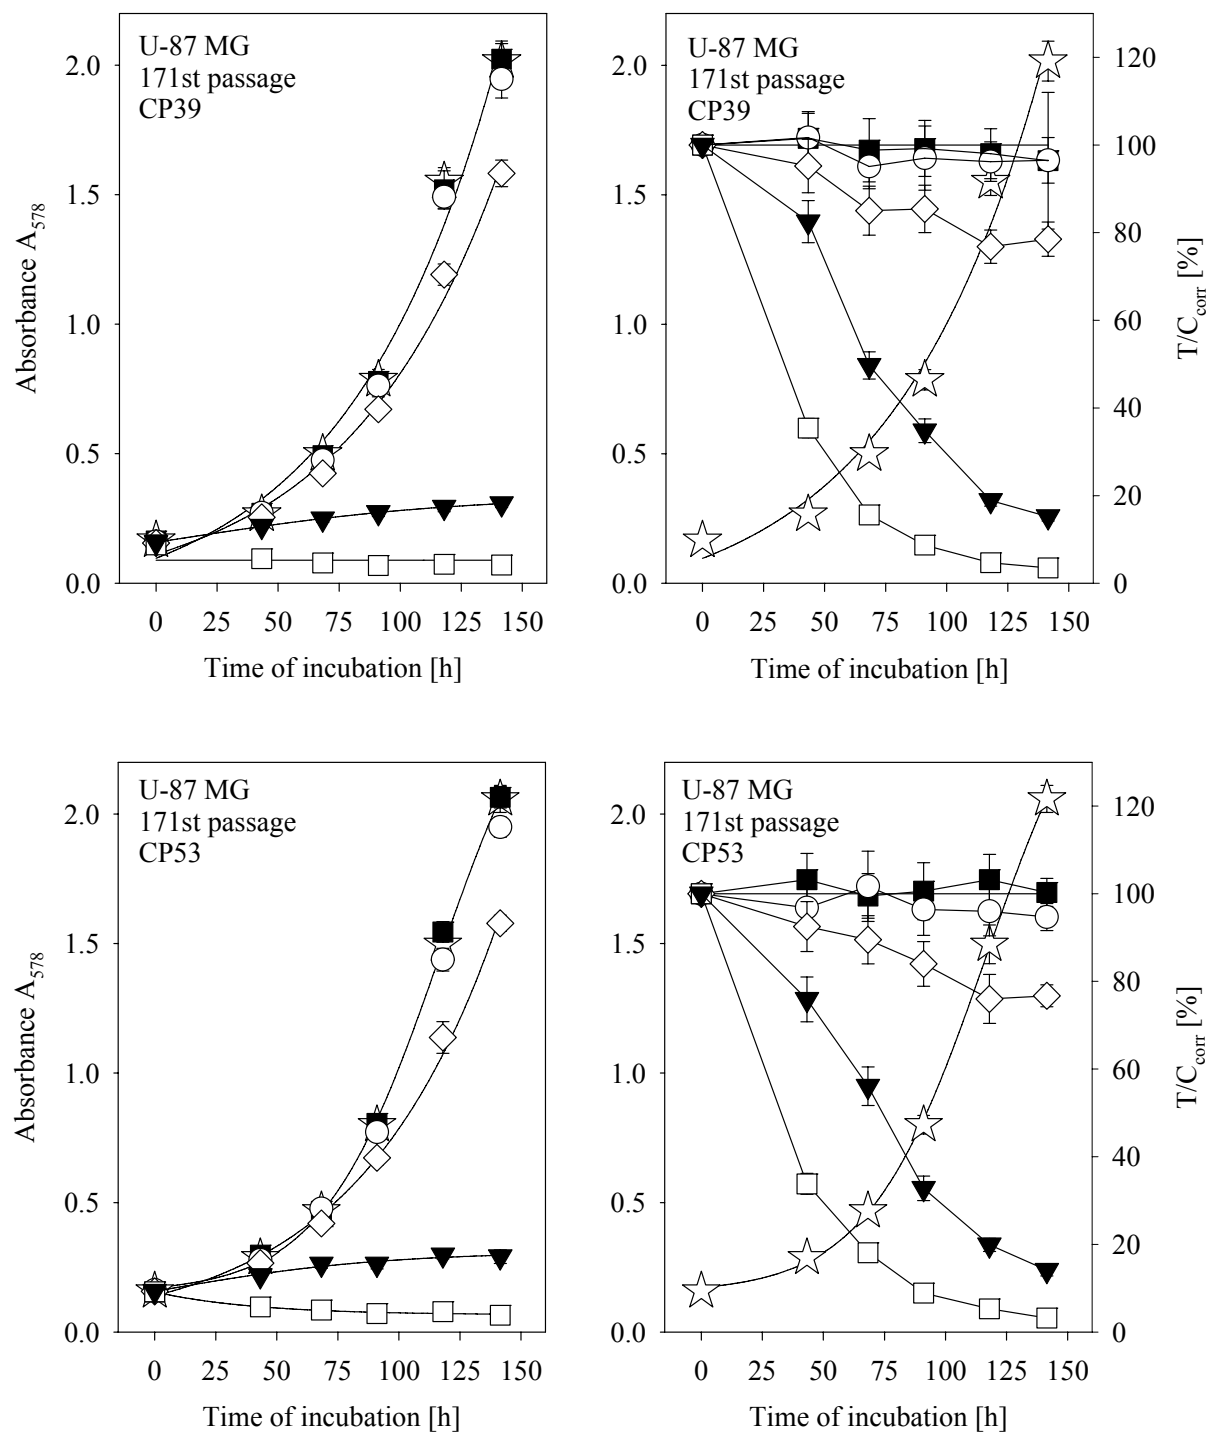 U-87 MG
171st passage
CP39
2.0
1.5
1.0
0.5
0.0
Absorbance A578
0 25 50 75 100 125 150
Time of incubation [h]
U-87 MG
171st passage
CP39
2.0
1.5
1.0
0.5
0.0
120
100
80
60
40
20
0
T/Ccorr [%]
0 25 50 75 100 125 150
Time of incubation [h]
U-87 MG
171st passage
CP53
2.0
1.5
1.0
0.5
0.0
Absorbance A578
0 25 50 75 100 125 150
Time of incubation [h]
U-87 MG
171st passage
CP53
2.0
1.5
1.0
0.5
0.0
120
100
80
60
40
20
0
T/Ccorr [%]
0 25 50 75 100 125 150
Time of incubation [h]